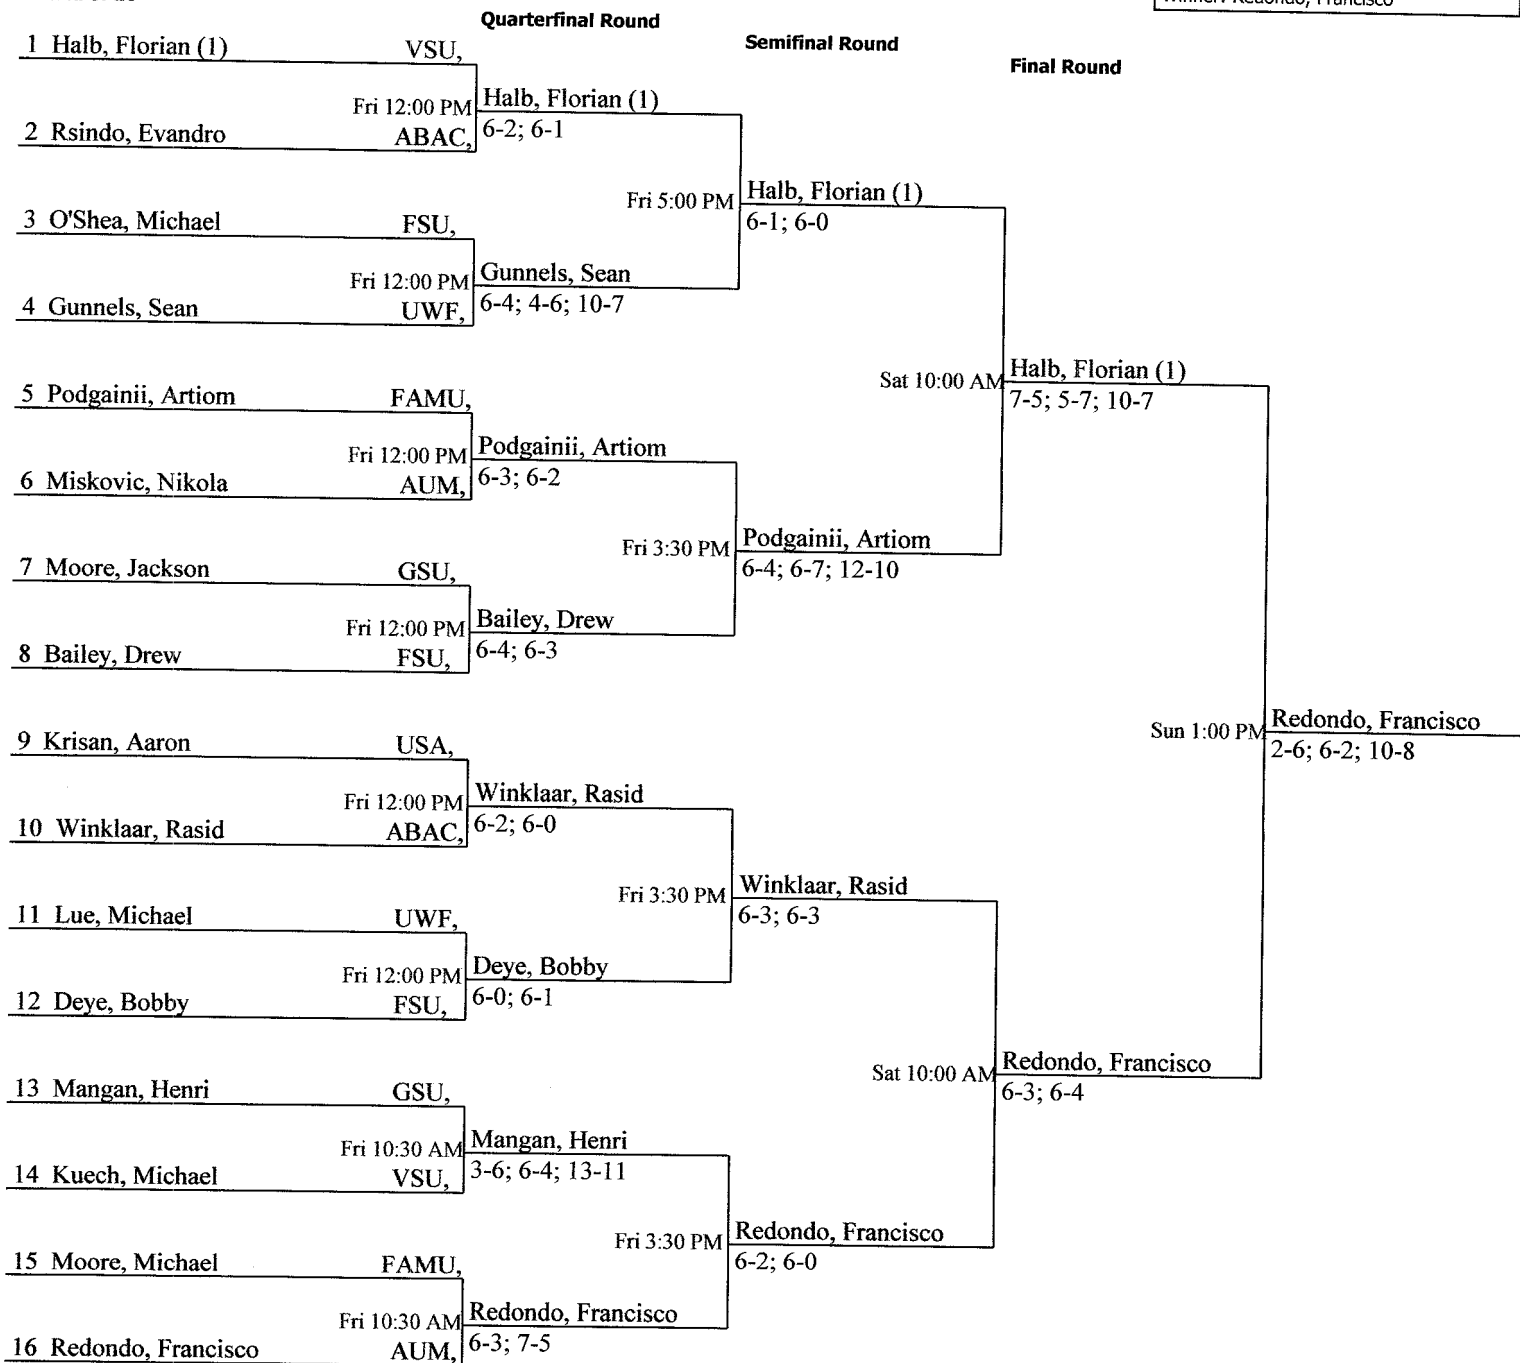 Winner: Redondo, Francisco
Quarterfinal Round
Semifinal Round
Final Round
1 Halb, Florian (1) VSU,
Fri 12:00 PM Halb, Florian (1)
2 Rsindo, Evandro ABAC, 6-2; 6-1
Fri 5:00 PM Halb, Florian (1)
6-1; 6-0
3 O'Shea, Michael FSU,
Fri 12:00 PM Gunnels, Sean
4 Gunnels, Sean UWF, 6-4; 4-6; 10-7
Sat 10:00 AM Halb, Florian (1)
7-5; 5-7; 10-7
5 Podgainii, Artiom FAMU,
Fri 12:00 PM Podgainii, Artiom
6 Miskovic, Nikola AUM, 6-3; 6-2
Fri 3:30 PM Podgainii, Artiom
6-4; 6-7; 12-10
7 Moore, Jackson GSU,
Fri 12:00 PM Bailey, Drew
8 Bailey, Drew FSU, 6-4; 6-3
Sun 1:00 PM Redondo, Francisco
2-6; 6-2; 10-8
9 Krisan, Aaron USA,
Fri 12:00 PM Winklaar, Rasid
10 Winklaar, Rasid ABAC, 6-2; 6-0
Fri 3:30 PM Winklaar, Rasid
6-3; 6-3
11 Lue, Michael UWF,
Fri 12:00 PM Deye, Bobby
12 Deye, Bobby FSU, 6-0; 6-1
Sat 10:00 AM Redondo, Francisco
6-3; 6-4
13 Mangan, Henri GSU,
Fri 10:30 AM Mangan, Henri
14 Kuech, Michael VSU, 3-6; 6-4; 13-11
Fri 3:30 PM Redondo, Francisco
6-2; 6-0
15 Moore, Michael FAMU,
Fri 10:30 AM Redondo, Francisco
16 Redondo, Francisco AUM, 6-3; 7-5